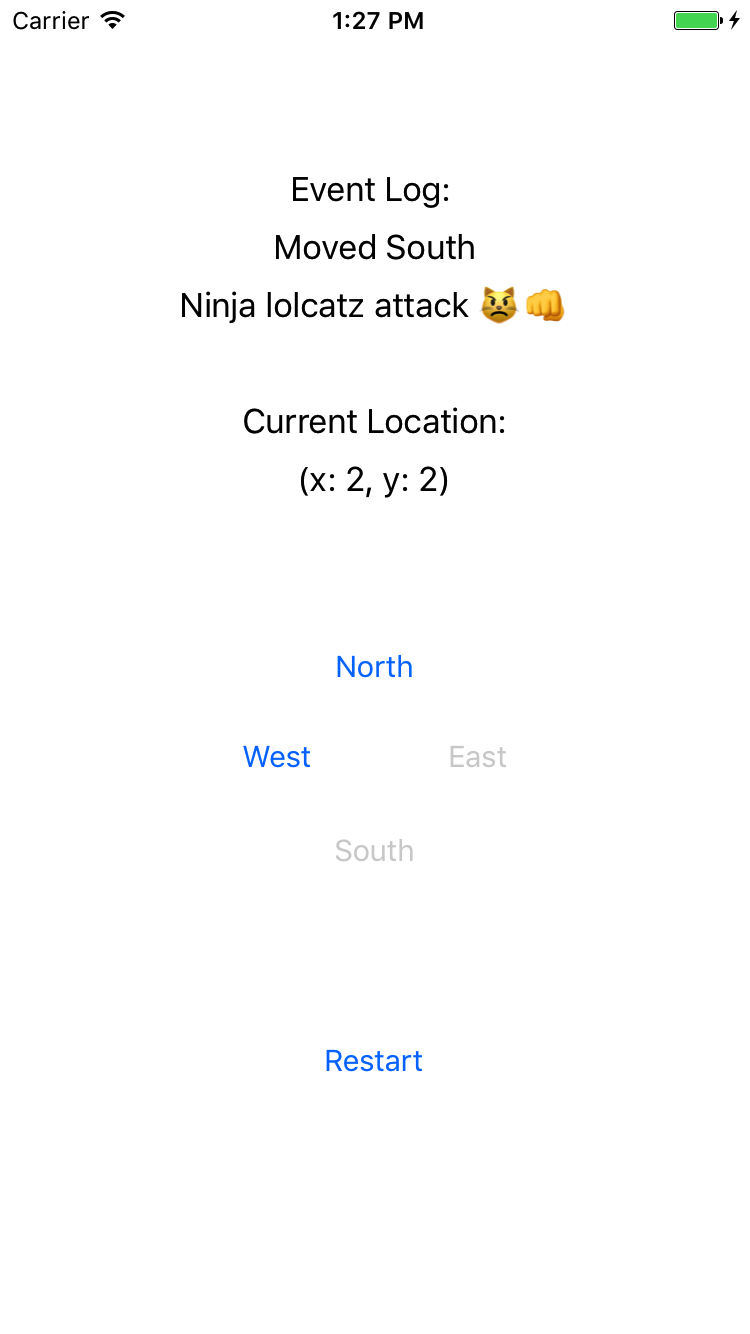 Carrier 1:27 PM
Event Log:
Moved South
Ninja lolcatz attack 😾👊
Current Location:
(x: 2, y: 2)
North
West East
South
Restart